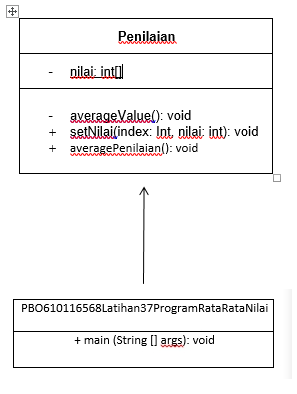 Penilaian
- nilai: int[]
- averageValue(): void
+ setNilai(index: Int, nilai: int): void
+ averagePenilaian(): void
PBO610116568Latihan37ProgramRataRataNilai
+ main (String [] args): void